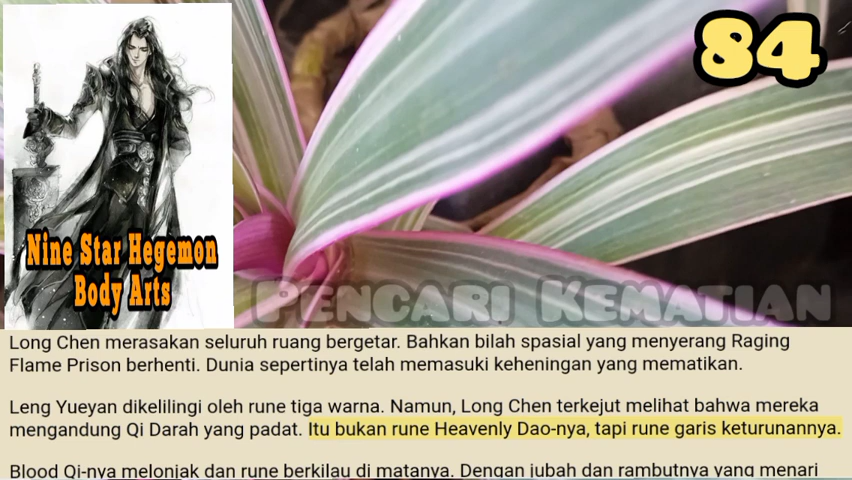 84
Nine Star Hegemon
Body Arts
Pencari Kematian
Long Chen merasakan seluruh ruang bergetar. Bahkan bilah spasial yang menyerang Raging
Flame Prison berhenti. Dunia sepertinya telah memasuki keheningan yang mematikan.
Leng Yueyan dikelilingi oleh rune tiga warna. Namun, Long Chen terkejut melihat bahwa mereka
mengandung Qi Darah yang padat. Itu bukan rune Heavenly Dao-nya, tapi rune garis keturunannya.
Blood Qi-nya melonjak dan rune berkilau di matanya. Dengan jubah dan rambutnya yang menari